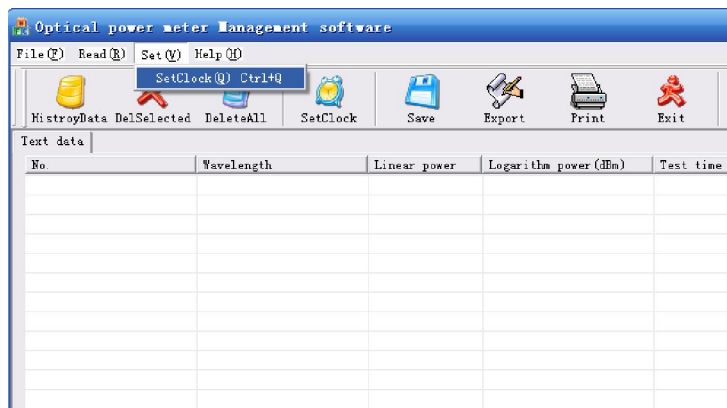 Optical power meter Management software
File(F) Read(R) Set(V) Help(H)
SetClock(Q) Ctrl+Q
HistroyData DelSelected DeleteAll SetClock Save Export Print Exit
Text data
No. Wavelength Linear power Logarithm power(dBm) Test time